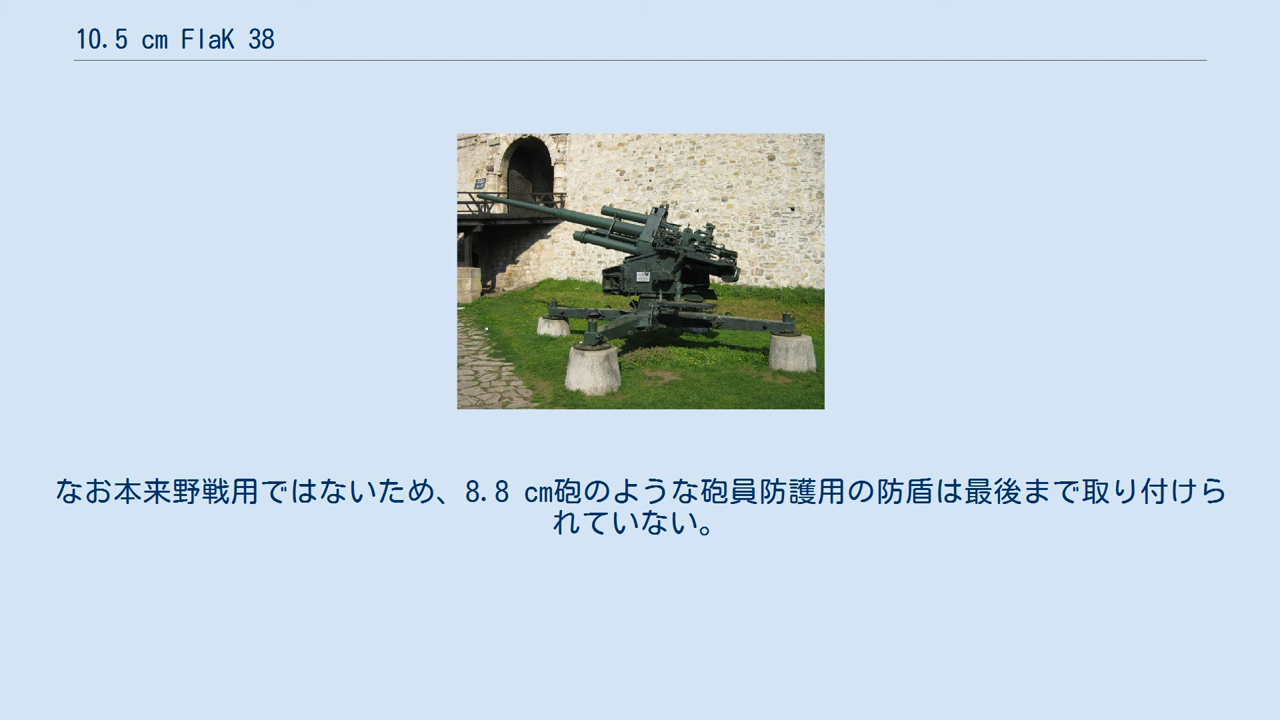 10.5 cm FlaK 38
なお本来野戦用ではないため、8.8 cm砲のような砲員防護用の防盾は最後まで取り付けら
れていない。